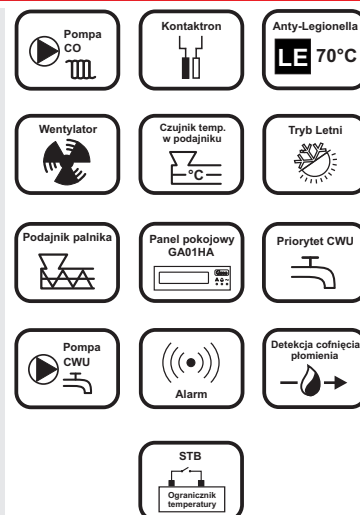 Pompa
CO
Kontaktron
Anty-Legionella
LE 70°C
Wentylator
Czujnik temp.
w podajniku
°C
Tryb Letni
Podajnik palnika
Panel pokojowy
GA01HA
Priorytet CWU
Pompa
CWU
Alarm
Detekcja cofnięcia
płomienia
STB
Ogranicznik
temperatury